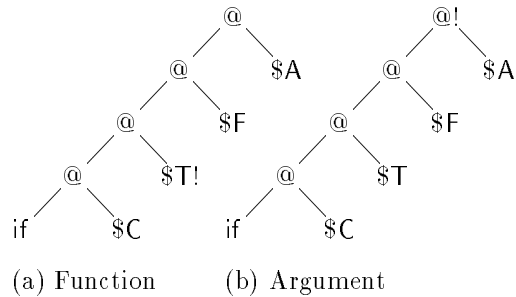 @ @!
@ $A @ $A
@ $F @ $F
@ $T! @ $T
if $C if $C
(a) Function (b) Argument